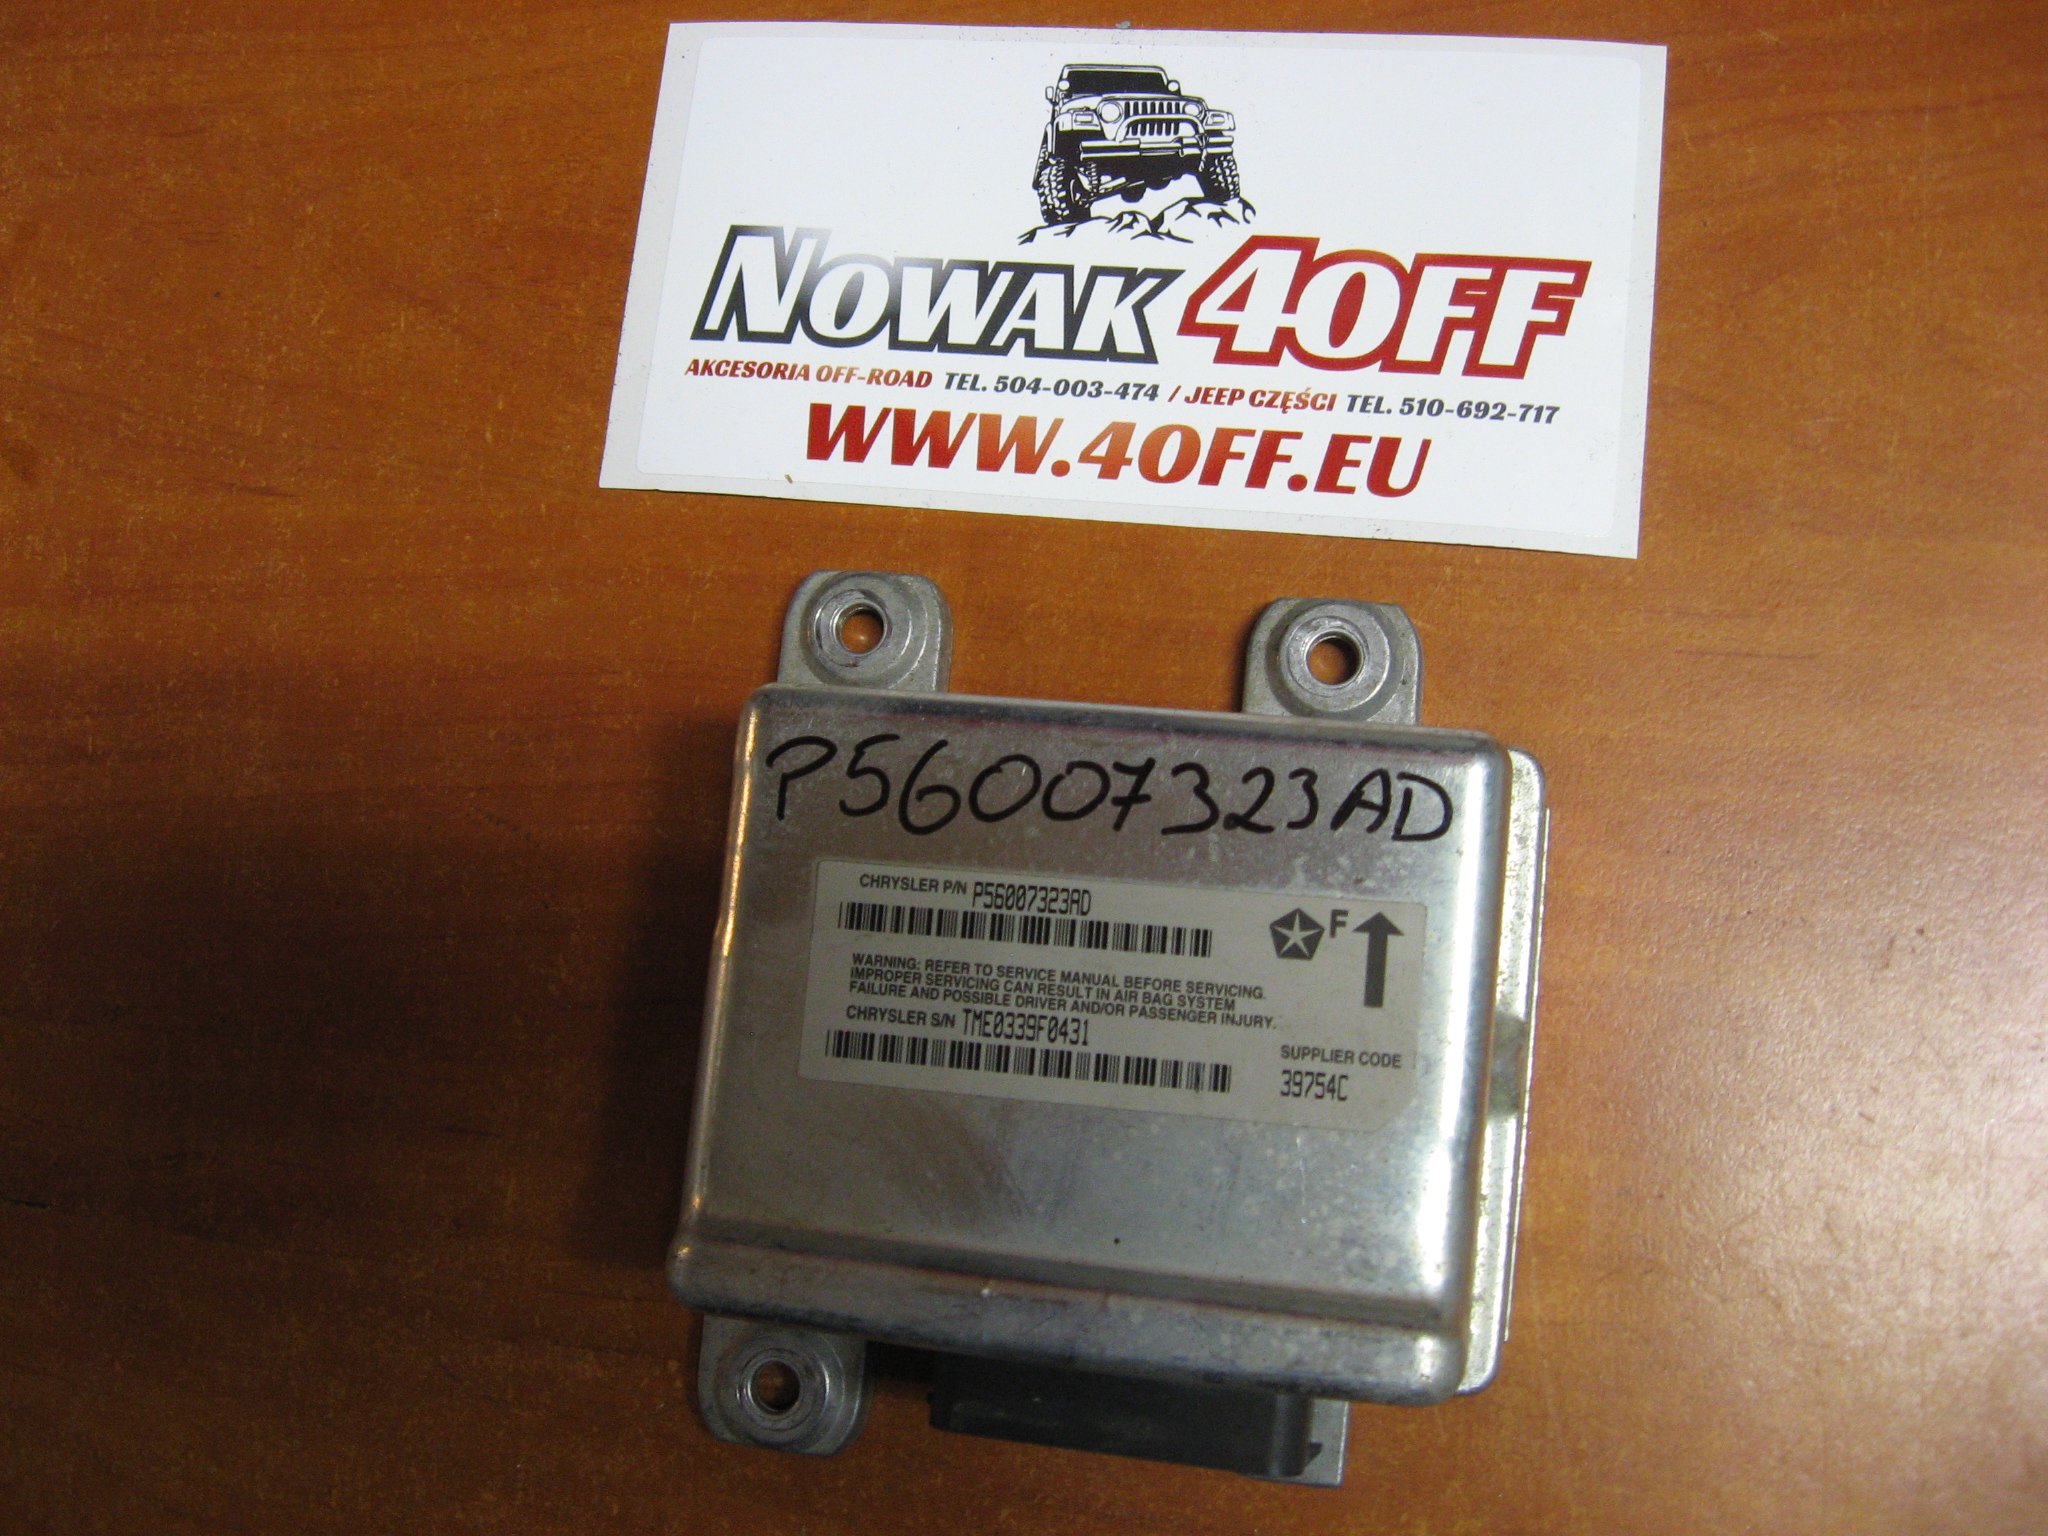 NOWAK 4OFF
AKCESORIA OFF-ROAD TEL. 504-003-474 / JEEP CZĘŚCI TEL. 510-692-717
WWW.4OFF.EU
P56007323AD
CHRYSLER P/N P56007323AD
F
WARNING: REFER TO SERVICE MANUAL BEFORE SERVICING.
IMPROPER SERVICING CAN RESULT IN AIR BAG SYSTEM
FAILURE AND POSSIBLE DRIVER AND/OR PASSENGER INJURY.
CHRYSLER S/N TME0339F0431
SUPPLIER CODE
39754C